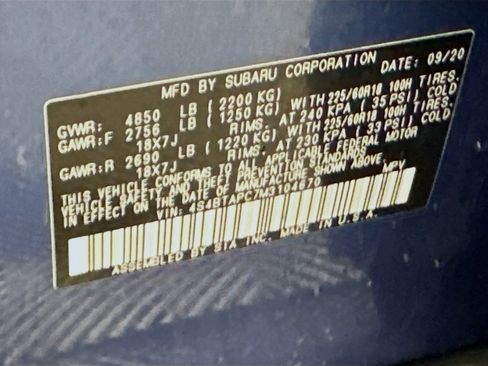 MFD BY SUBARU CORPORATION DATE: 09/20
GVWR: 4850 LB (2200 KG)
GAWR:F 2756 LB (1250 KG) WITH 225/60R18 100H TIRES,
18X7J RIMS, AT 240 KPA (35 PSI) COLD
GAWR:R 2690 LB (1220 KG) WITH 225/60R18 100H TIRES,
18X7J RIMS, AT 230 KPA (33 PSI) COLD
THIS VEHICLE CONFORMS TO ALL APPLICABLE FEDERAL MOTOR
VEHICLE SAFETY AND THEFT PREVENTION STANDARDS
IN EFFECT ON THE DATE OF MANUFACTURE SHOWN ABOVE.
VIN: 4S4BTAPC7M3104670 MPV
ASSEMBLED BY SIA INC. MADE IN U.S.A.